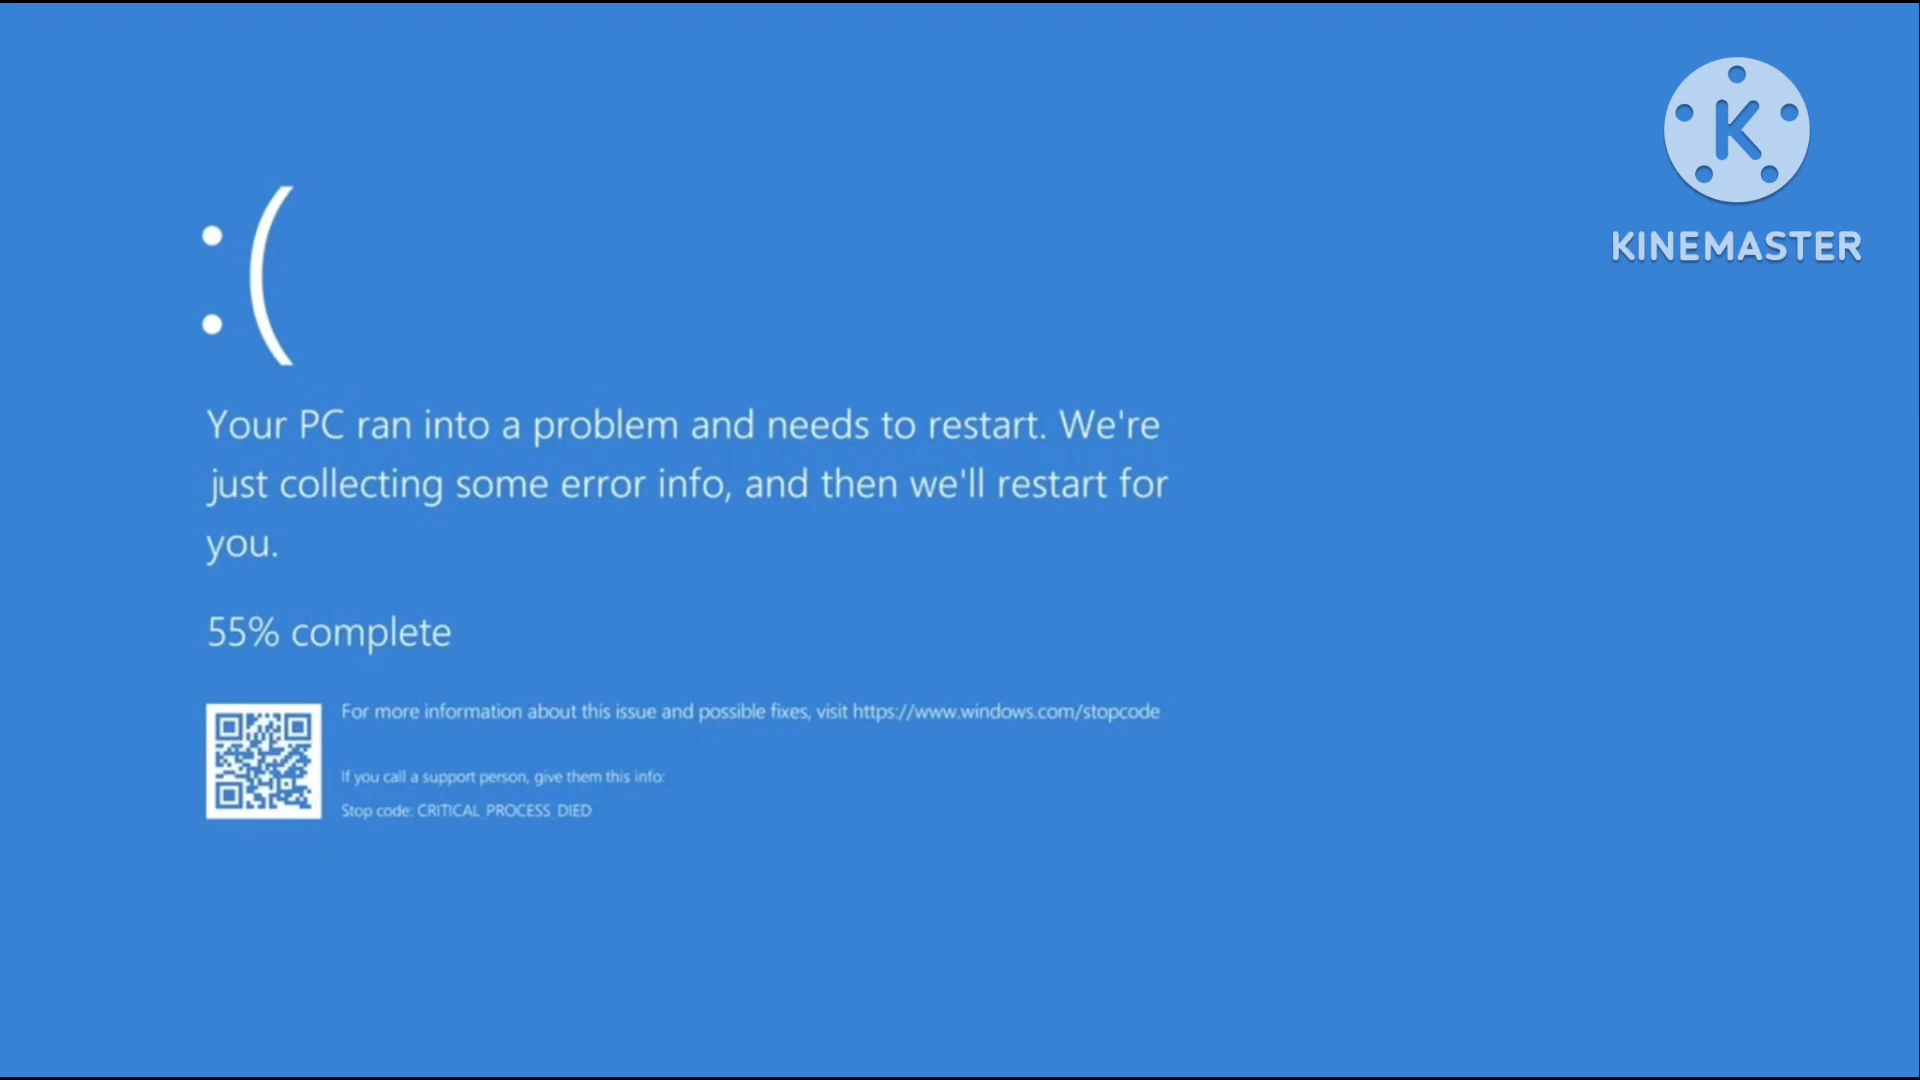 K
KINEMASTER
:(
Your PC ran into a problem and needs to restart. We're
just collecting some error info, and then we'll restart for
you.
55% complete
For more information about this issue and possible fixes, visit https://www.windows.com/stopcode
If you call a support person, give them this info:
Stop code: CRITICAL_PROCESS_DIED